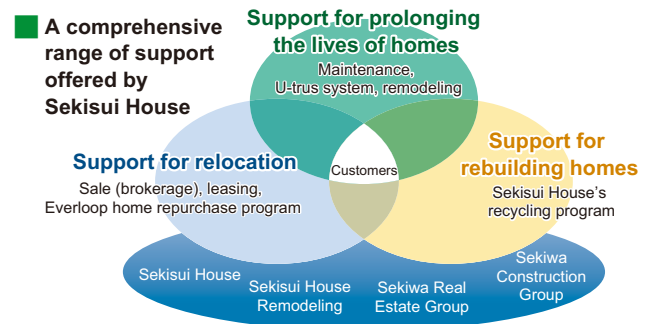 A comprehensive
range of support
offered by
Sekisui House
Support for prolonging
the lives of homes
Maintenance,
U-trus system, remodeling
Support for relocation
Sale (brokerage), leasing,
Everloop home repurchase program
Customers
Support for
rebuilding homes
Sekisui House's
recycling program
Sekisui House
Sekisui House
Remodeling
Sekiwa Real
Estate Group
Sekiwa
Construction
Group